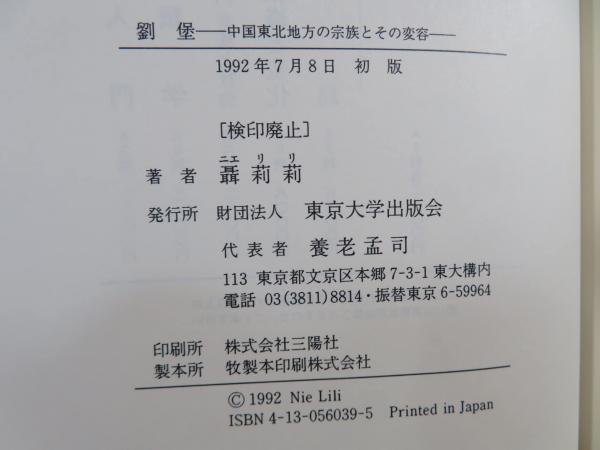 劉 堡――中国東北地方の宗族とその変容――
1992年7月8日 初 版
[検印廃止]
ニエ リ リ
著 者 聶 莉 莉
発行所 財団法人 東京大学出版会
代表者 養老孟司
113 東京都文京区本郷7-3-1東大構内
電話 03(3811)8814・振替東京6-59964
印刷所 株式会社三陽社
製本所 牧製本印刷株式会社
© 1992 Nie Lili
ISBN 4-13-056039-5 Printed in Japan